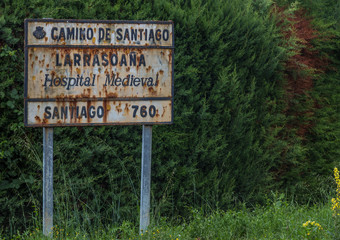 CAMINO DE SANTIAGO
LARRASOAÑA
Hospital Medieval
SANTIAGO 760